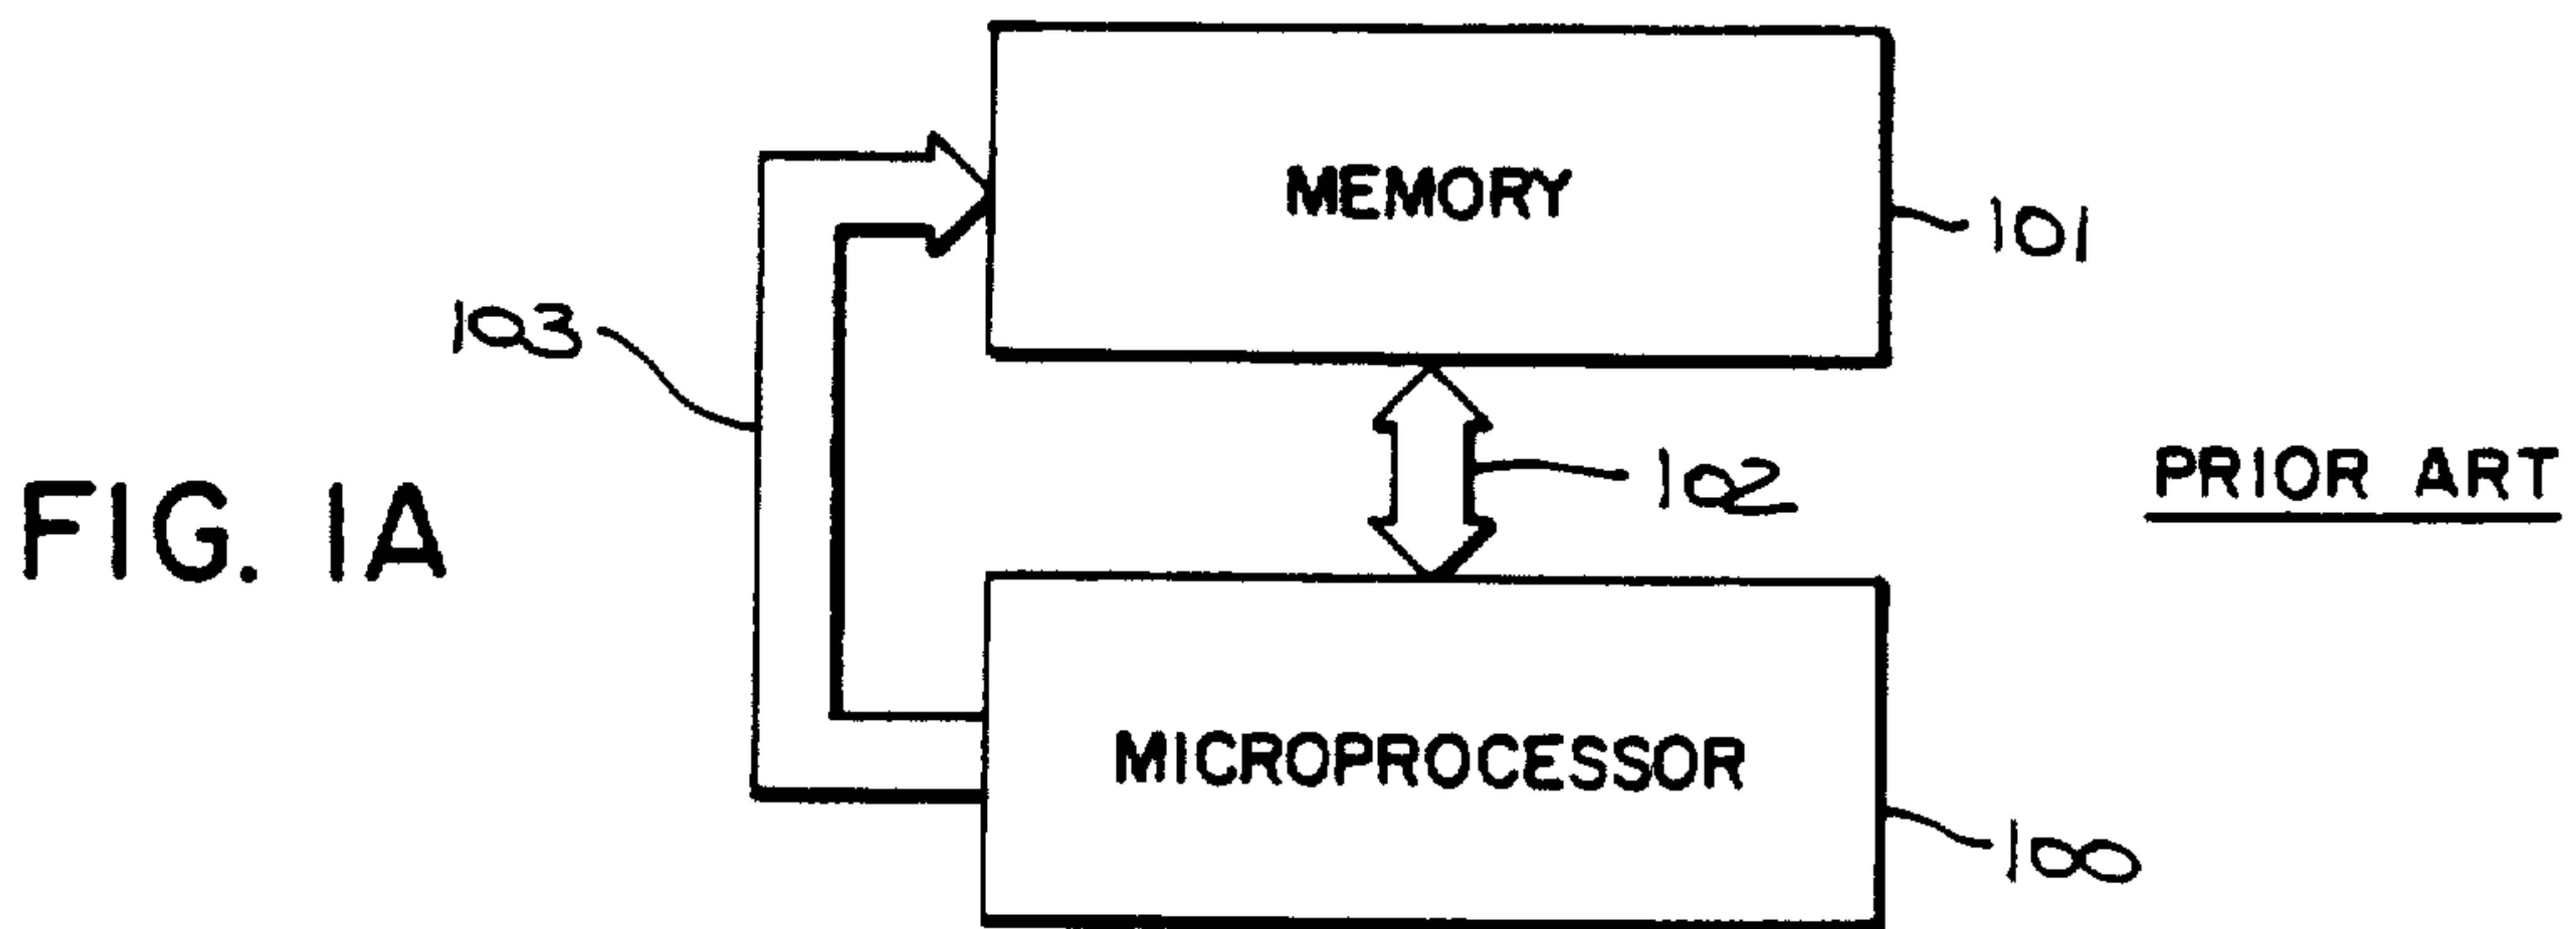 MEMORY
101
103
102
PRIOR ART
FIG. 1A
MICROPROCESSOR
100